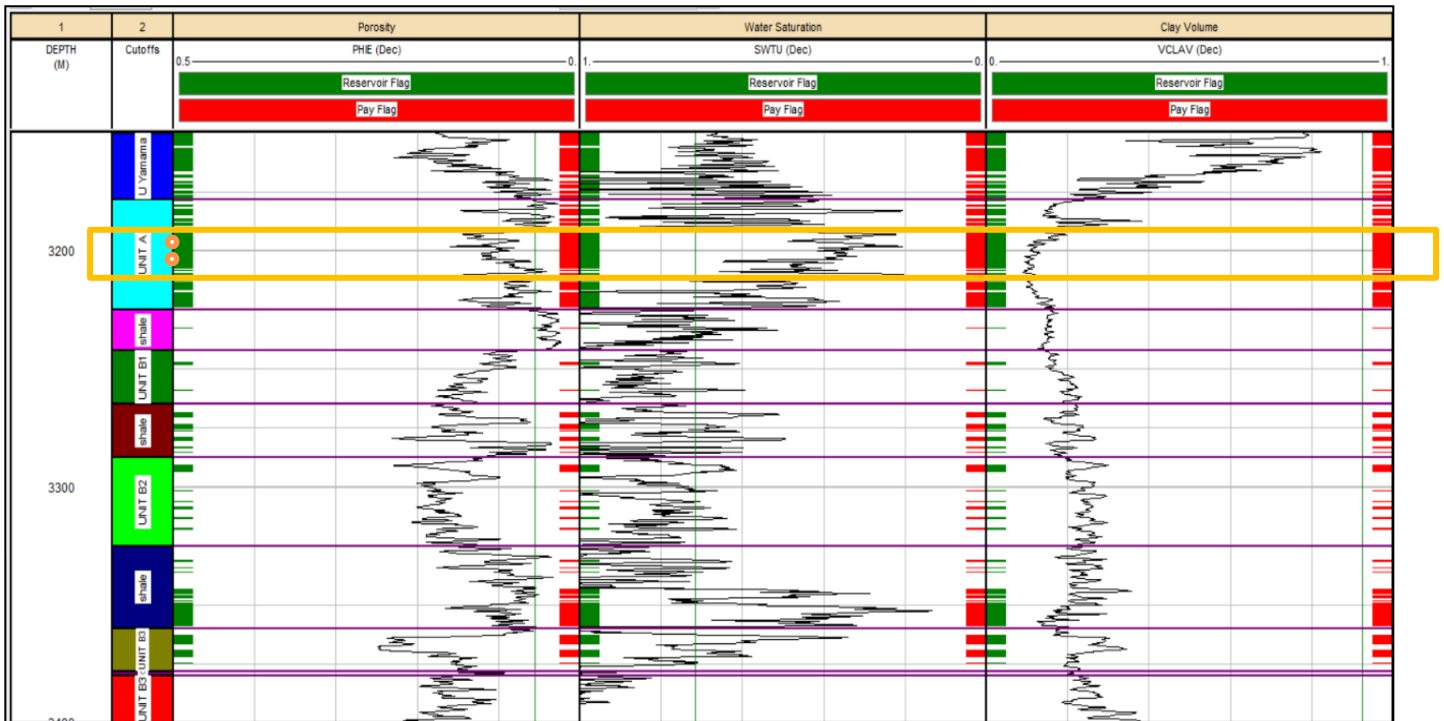 1 2 Porosity Water Saturation Clay Volume
DEPTH Cutoffs PHIE (Dec) SWTU (Dec) VCLAV (Dec)
(M) 0.5 0. 1. 0. 0. 1.
Reservoir Flag Reservoir Flag Reservoir Flag
Pay Flag Pay Flag Pay Flag
U Yamama
UNIT A
3200
shale
UNIT B1
shale
UNIT B2
3300
shale
UNIT B3
UNIT B3